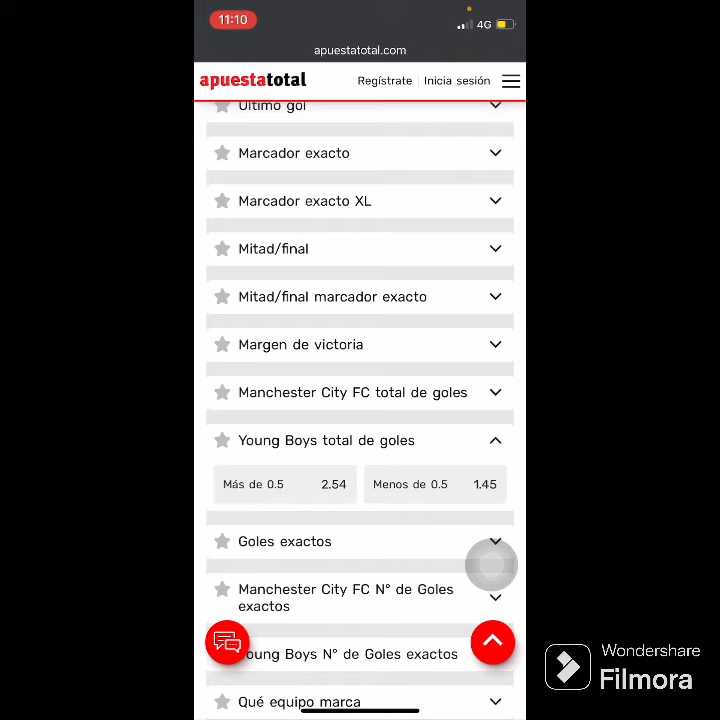 11:10
4G
apuestatotal.com
apuestatotal
Regístrate
Inicia sesión
Último gol
Marcador exacto
Marcador exacto XL
Mitad/final
Mitad/final marcador exacto
Margen de victoria
Manchester City FC total de goles
Young Boys total de goles
Más de 0.5 2.54
Menos de 0.5 1.45
Goles exactos
Manchester City FC N° de Goles
exactos
Young Boys N° de Goles exactos
Qué equipo marca
Wondershare
Filmora